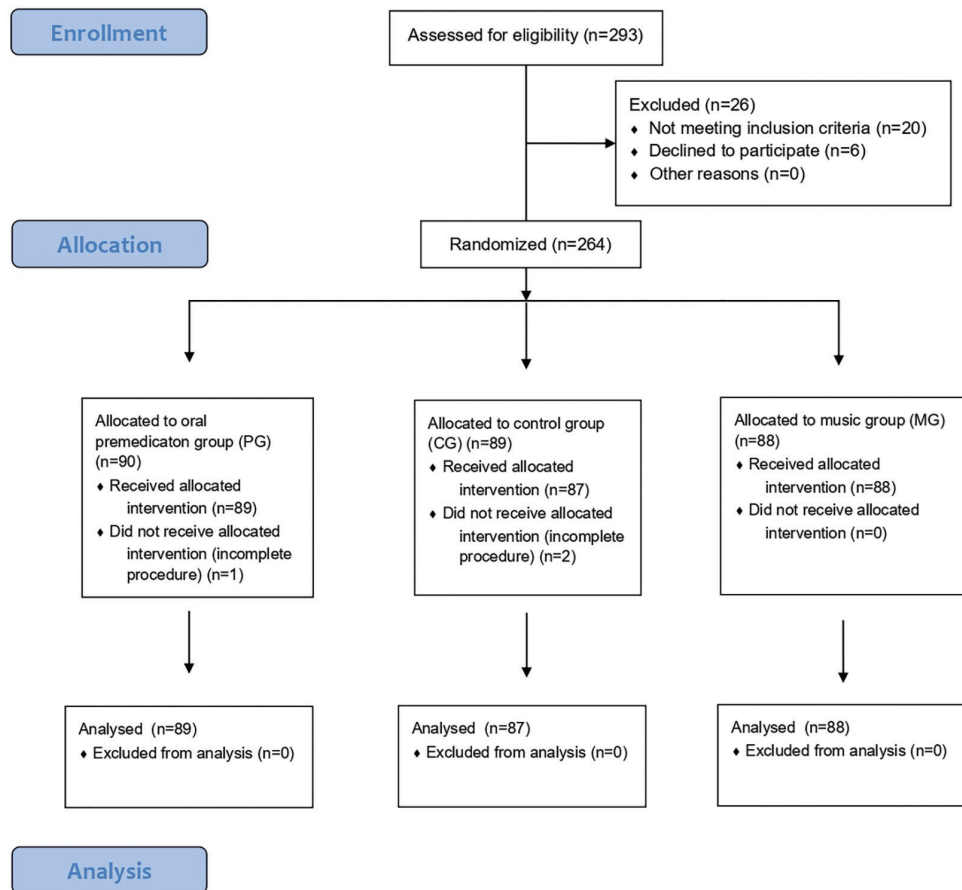 Enrollment
Assessed for eligibility (n=293)
Excluded (n=26)
♦ Not meeting inclusion criteria (n=20)
♦ Declined to participate (n=6)
♦ Other reasons (n=0)
Allocation
Randomized (n=264)
Allocated to oral
premedicaton group (PG)
(n=90)
♦ Received allocated
intervention (n=89)
♦ Did not receive allocated
intervention (incomplete
procedure) (n=1)
Allocated to control group
(CG) (n=89)
♦ Received allocated
intervention (n=87)
♦ Did not receive allocated
intervention (incomplete
procedure) (n=2)
Allocated to music group (MG)
(n=88)
♦ Received allocated
intervention (n=88)
♦ Did not receive allocated
intervention (n=0)
Analysed (n=89)
♦ Excluded from analysis (n=0)
Analysed (n=87)
♦ Excluded from analysis (n=0)
Analysed (n=88)
♦ Excluded from analysis (n=0)
Analysis